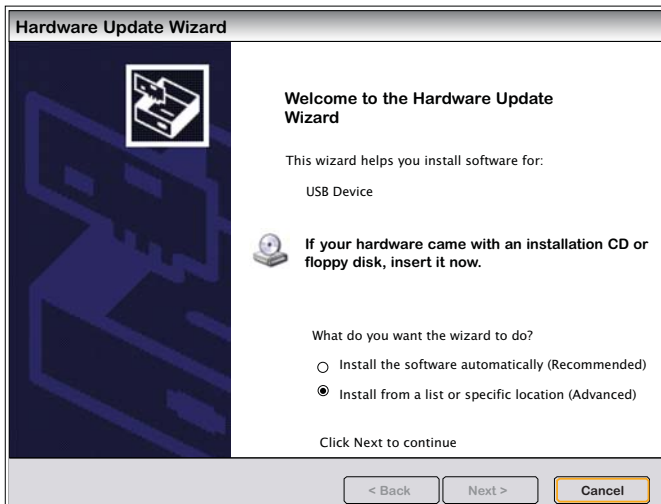 Hardware Update Wizard
Welcome to the Hardware Update
Wizard
This wizard helps you install software for:
USB Device
If your hardware came with an installation CD or
floppy disk, insert it now.
What do you want the wizard to do?
Install the software automatically (Recommended)
Install from a list or specific location (Advanced)
Click Next to continue
< Back
Next >
Cancel